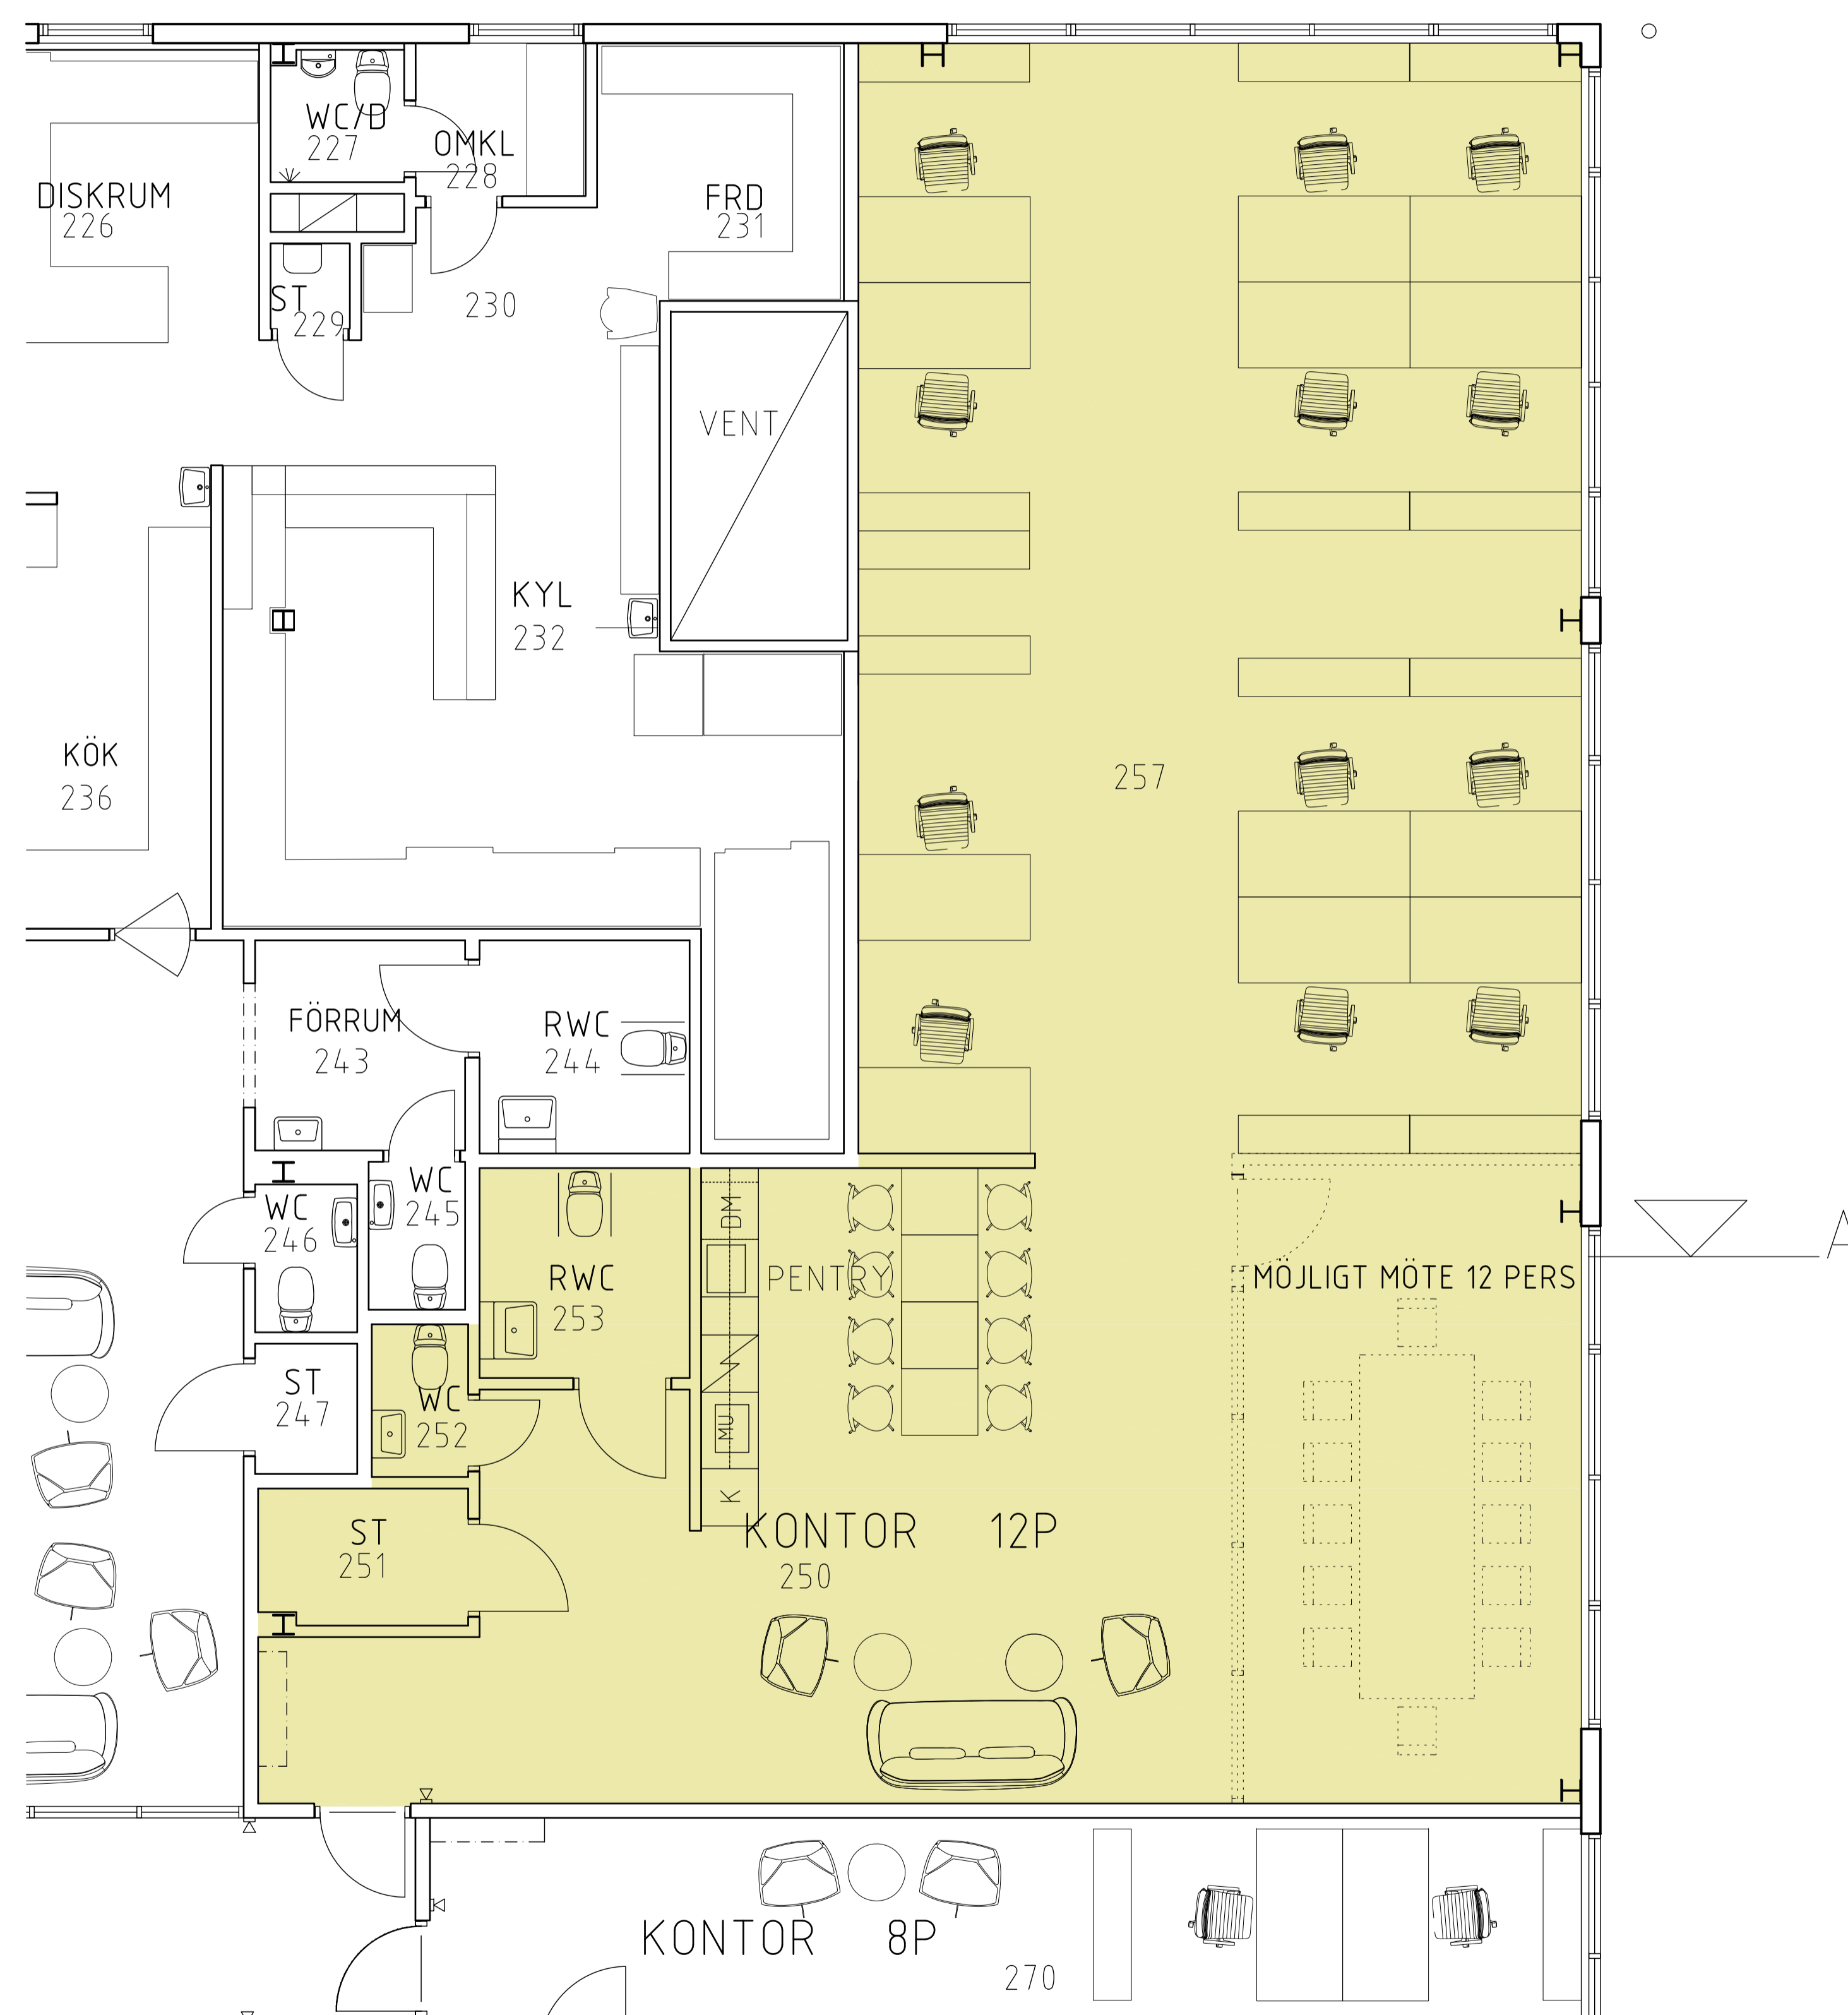 WC/D
227
OMKL
228
DISKRUM
226
FRD
231
ST
229
230
VENT
KYL
232
KÖK
236
257
FÖRRUM
243
RWC
244
WC
245
WC
246
DM
RWC
253
PENTRY
MÖJLIGT MÖTE 12 PERS
ST
247
WC
252
MU
K
KONTOR 12P
250
ST
251
KONTOR 8P
270